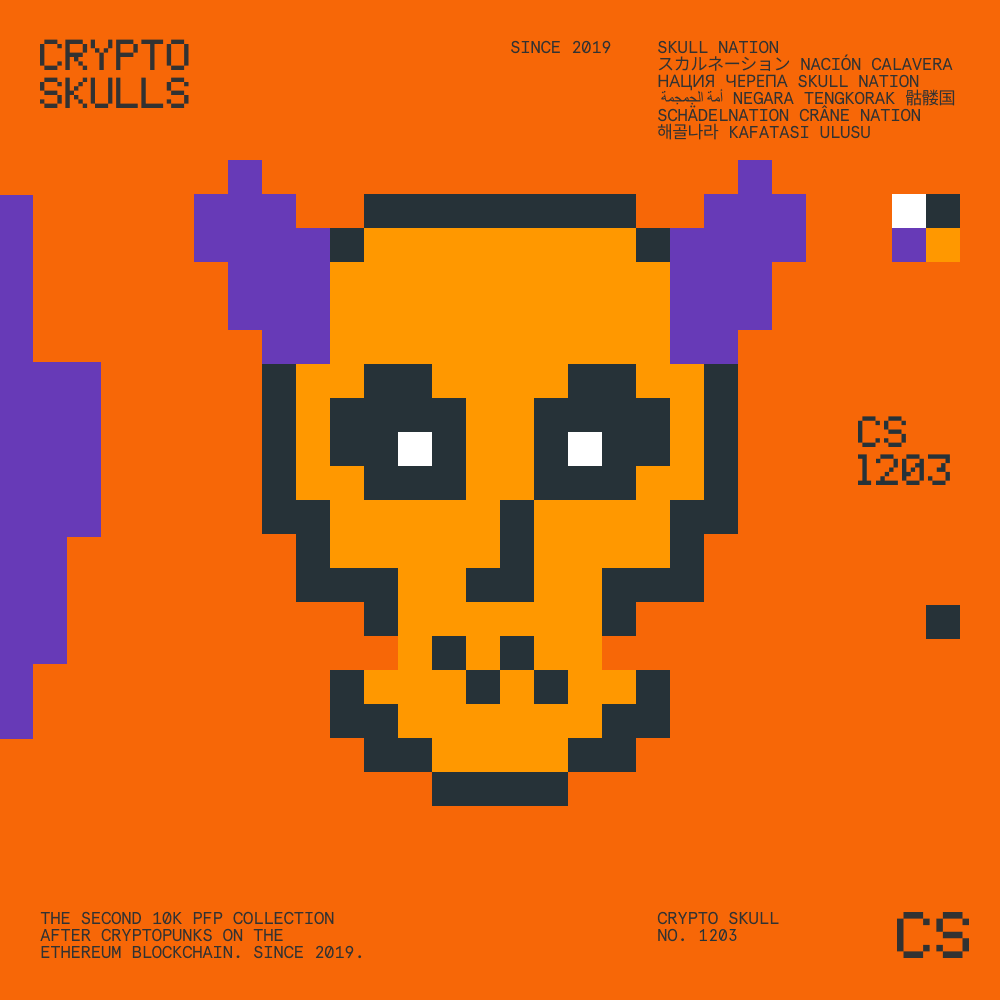 CRYPTO
SKULLS
SINCE 2019
SKULL NATION
スカルネーション NACIÓN CALAVERA
НАЦИЯ ЧЕРЕПА SKULL NATION
أمة الجمجمة NEGARA TENGKORAK 骷髅国
SCHÄDELNATION CRÂNE NATION
해골나라 KAFATASI ULUSU
CS
1203
THE SECOND 10K PFP COLLECTION
AFTER CRYPTOPUNKS ON THE
ETHEREUM BLOCKCHAIN. SINCE 2019.
CRYPTO SKULL
NO. 1203
CS